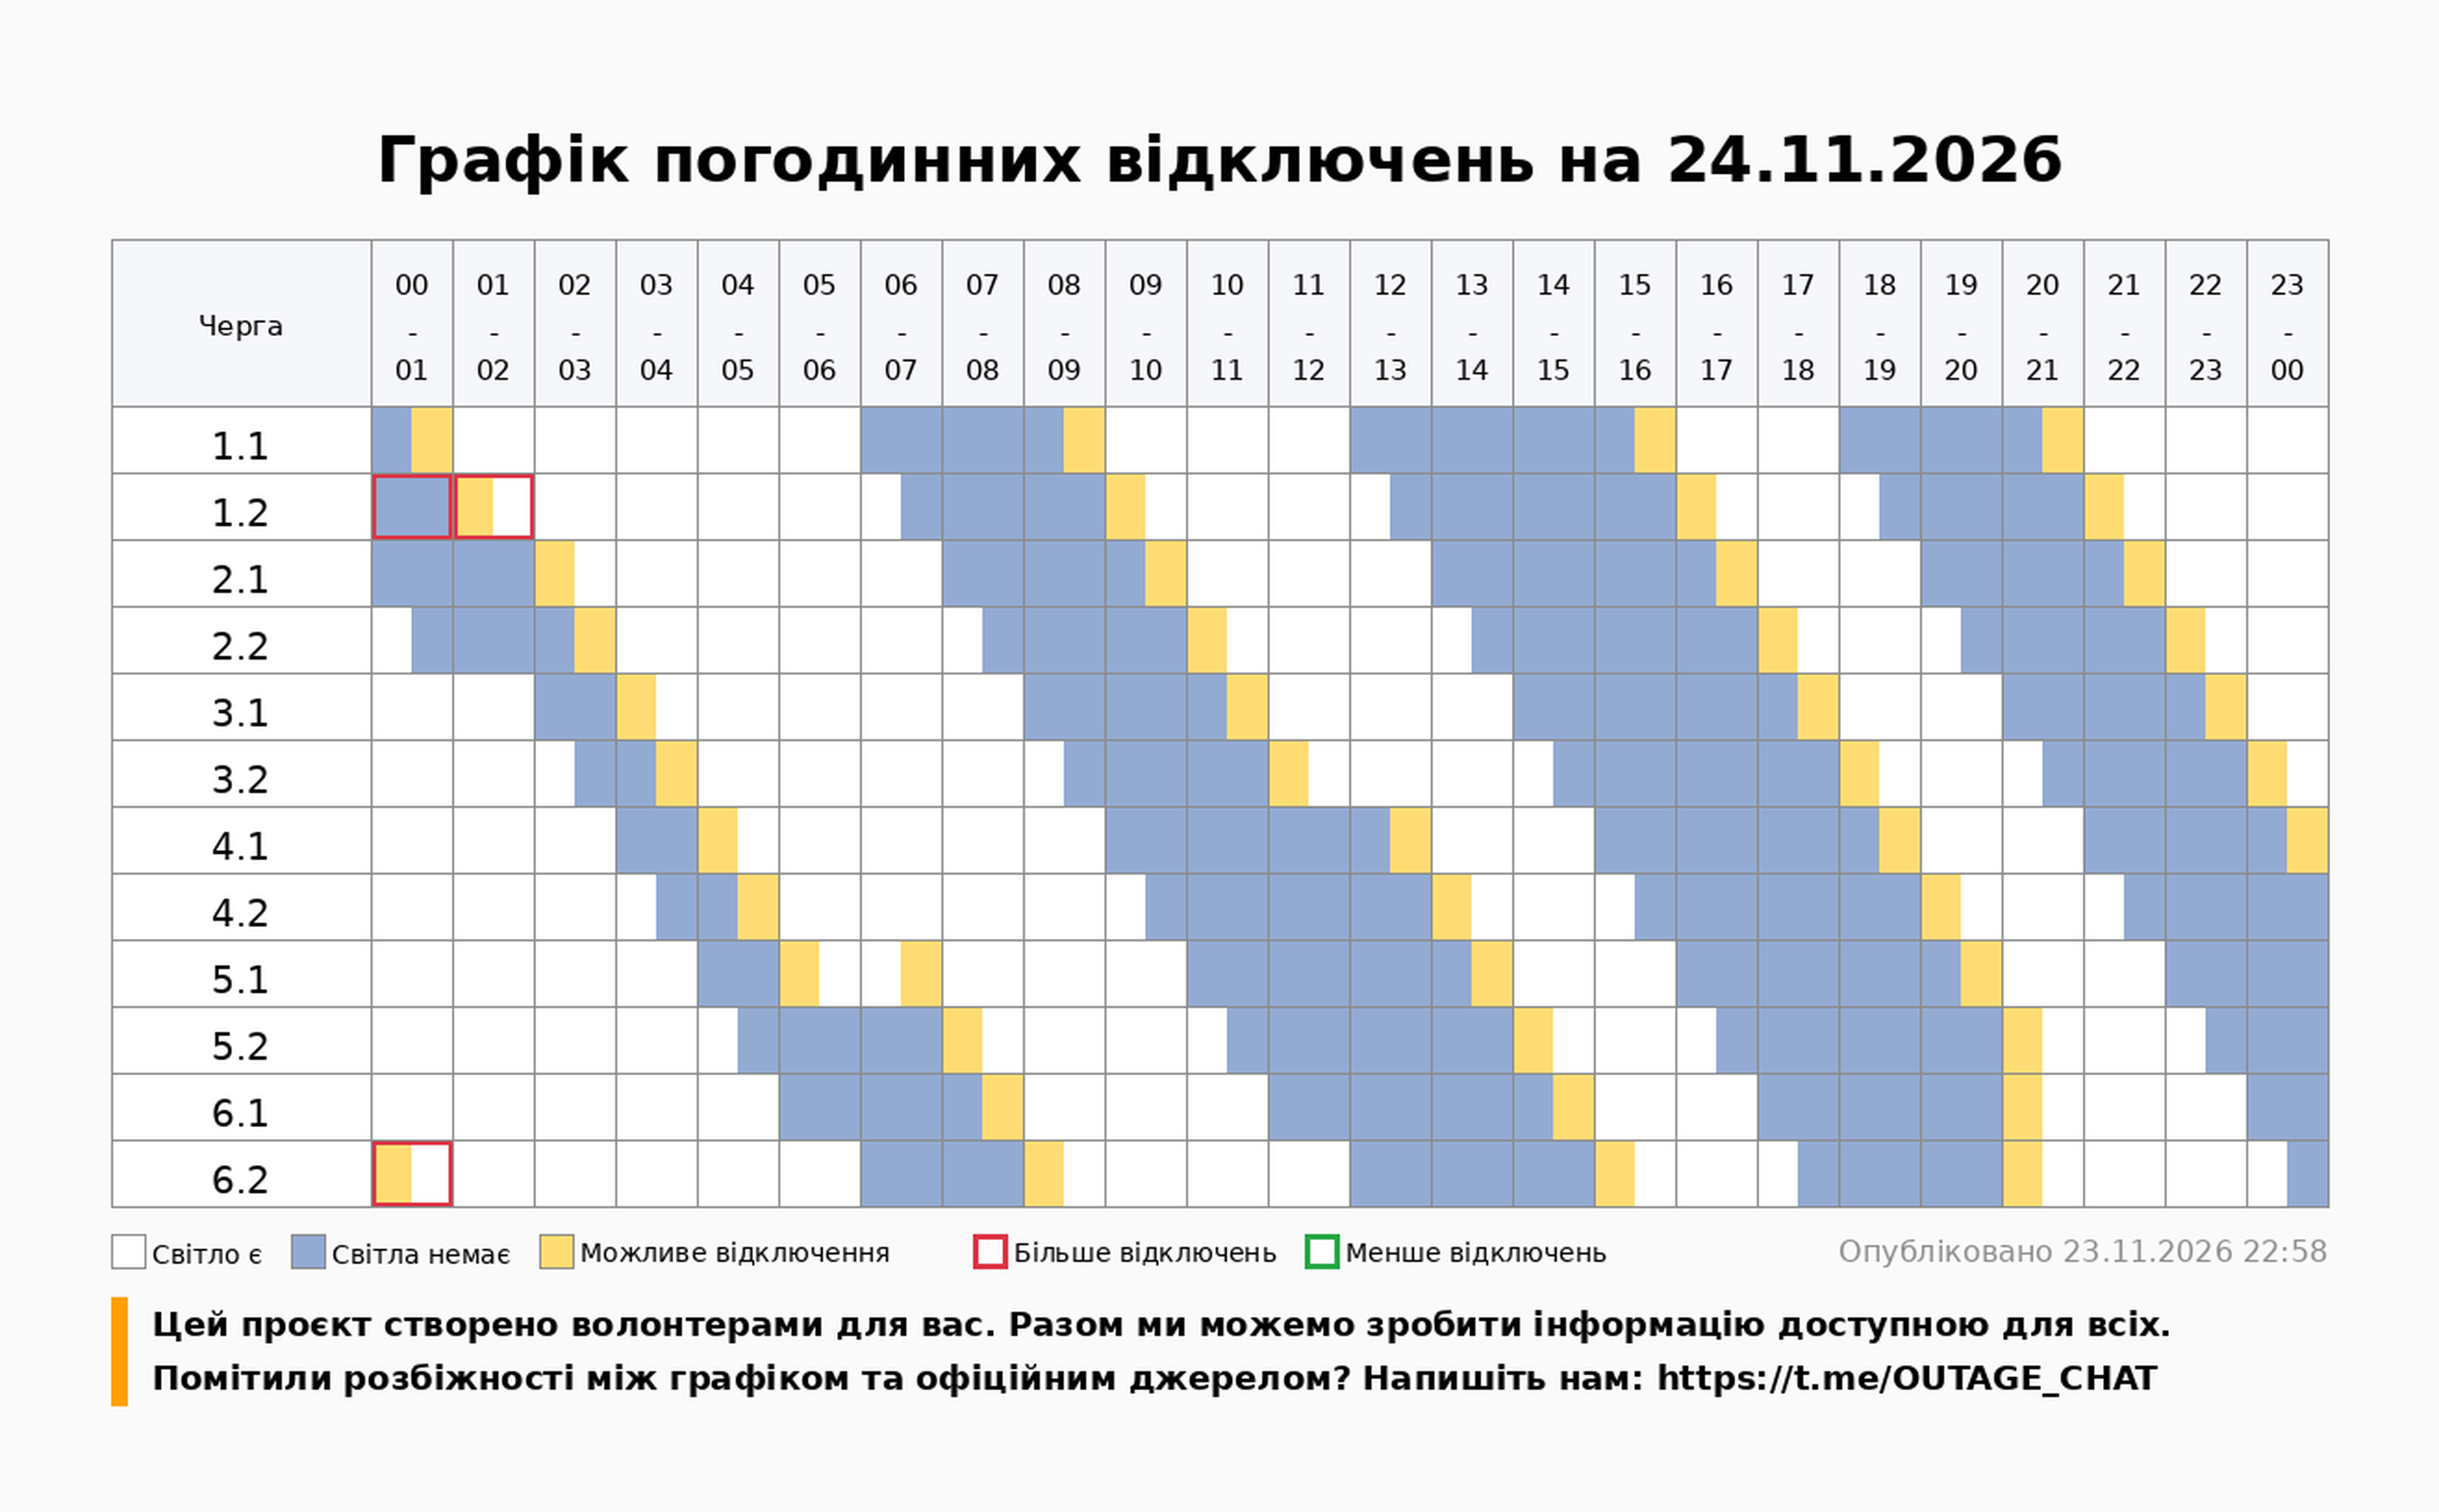 Графік погодинних відключень на 24.11.2026
Черга 00 - 01 01 - 02 02 - 03 03 - 04 04 - 05 05 - 06 06 - 07 07 - 08 08 - 09 09 - 10 10 - 11 11 - 12 12 - 13 13 - 14 14 - 15 15 - 16 16 - 17 17 - 18 18 - 19 19 - 20 20 - 21 21 - 22 22 - 23 23 - 00
1.1
1.2
2.1
2.2
3.1
3.2
4.1
4.2
5.1
5.2
6.1
6.2
Світло є Світла немає Можливе відключення Більше відключень Менше відключень Опубліковано 23.11.2026 22:58
Цей проєкт створено волонтерами для вас. Разом ми можемо зробити інформацію доступною для всіх.
Помітили розбіжності між графіком та офіційним джерелом? Напишіть нам: https://t.me/OUTAGE_CHAT